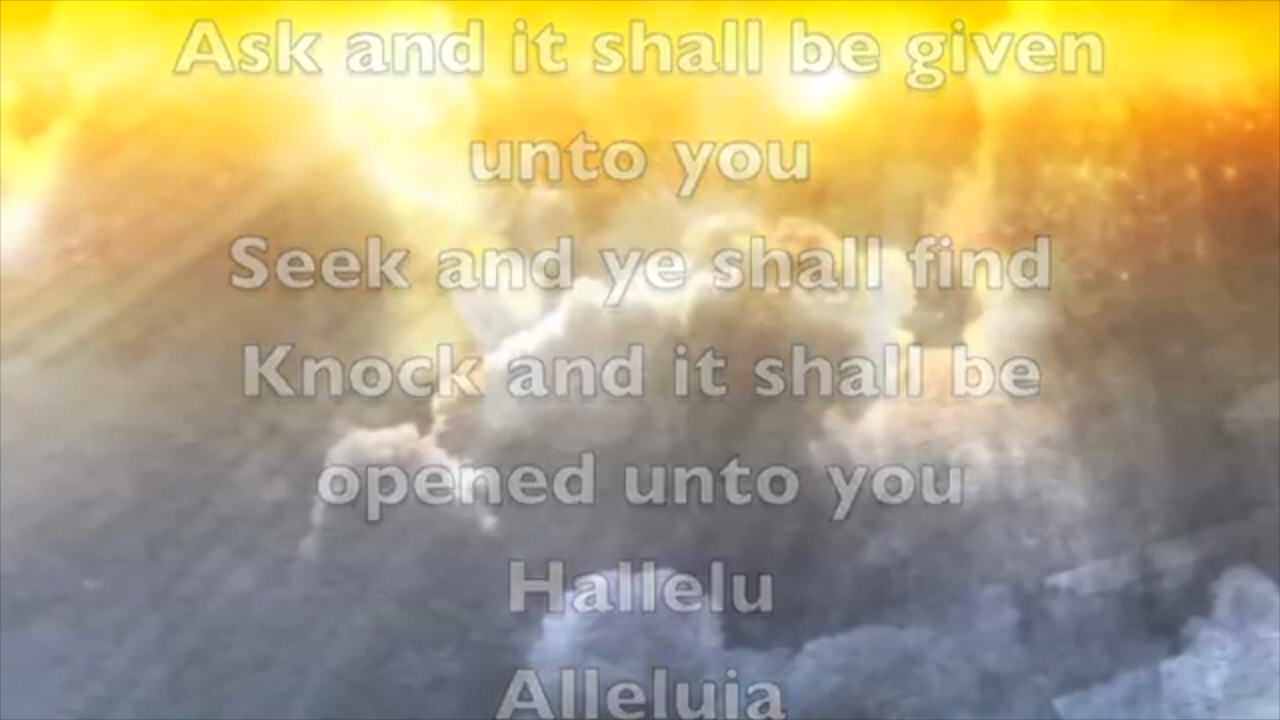 Ask and it shall be given
unto you
Seek and ye shall find
Knock and it shall be
opened unto you
Hallelu
Alleluia